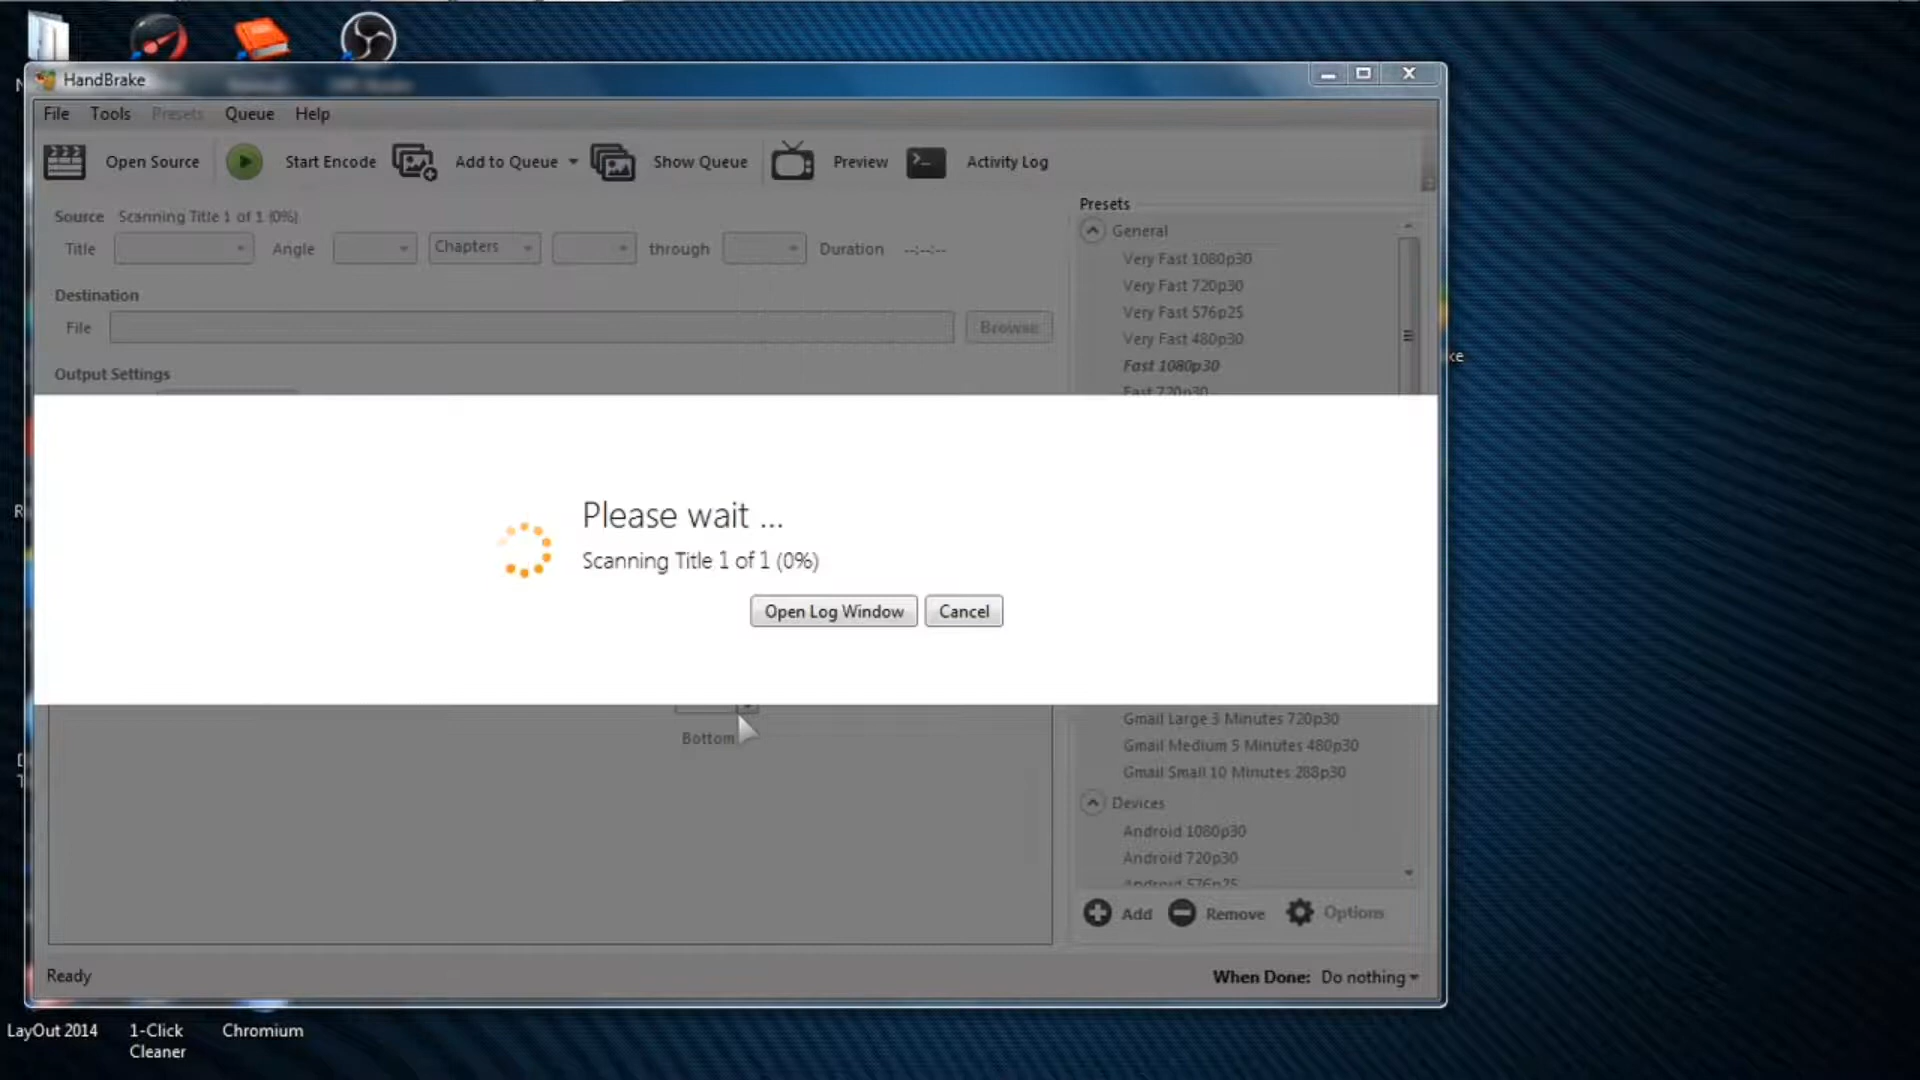 HandBrake
File Tools Presets Queue Help
Open Source Start Encode Add to Queue Show Queue Preview Activity Log
Source Scanning Title 1 of 1 (0%)
Title Angle Chapters through Duration --:--:--
Destination
File Browse
Output Settings
Presets
General
Very Fast 1080p30
Very Fast 720p30
Very Fast 576p25
Very Fast 480p30
Fast 1080p30
Fast 720p30
ke
Please wait ...
Scanning Title 1 of 1 (0%)
Open Log Window Cancel
Bottom
Gmail Large 3 Minutes 720p30
Gmail Medium 5 Minutes 480p30
Gmail Small 10 Minutes 288p30
Devices
Android 1080p30
Android 720p30
Android 576p25
Add Remove Options
Ready
When Done: Do nothing
LayOut 2014
1-Click
Cleaner
Chromium